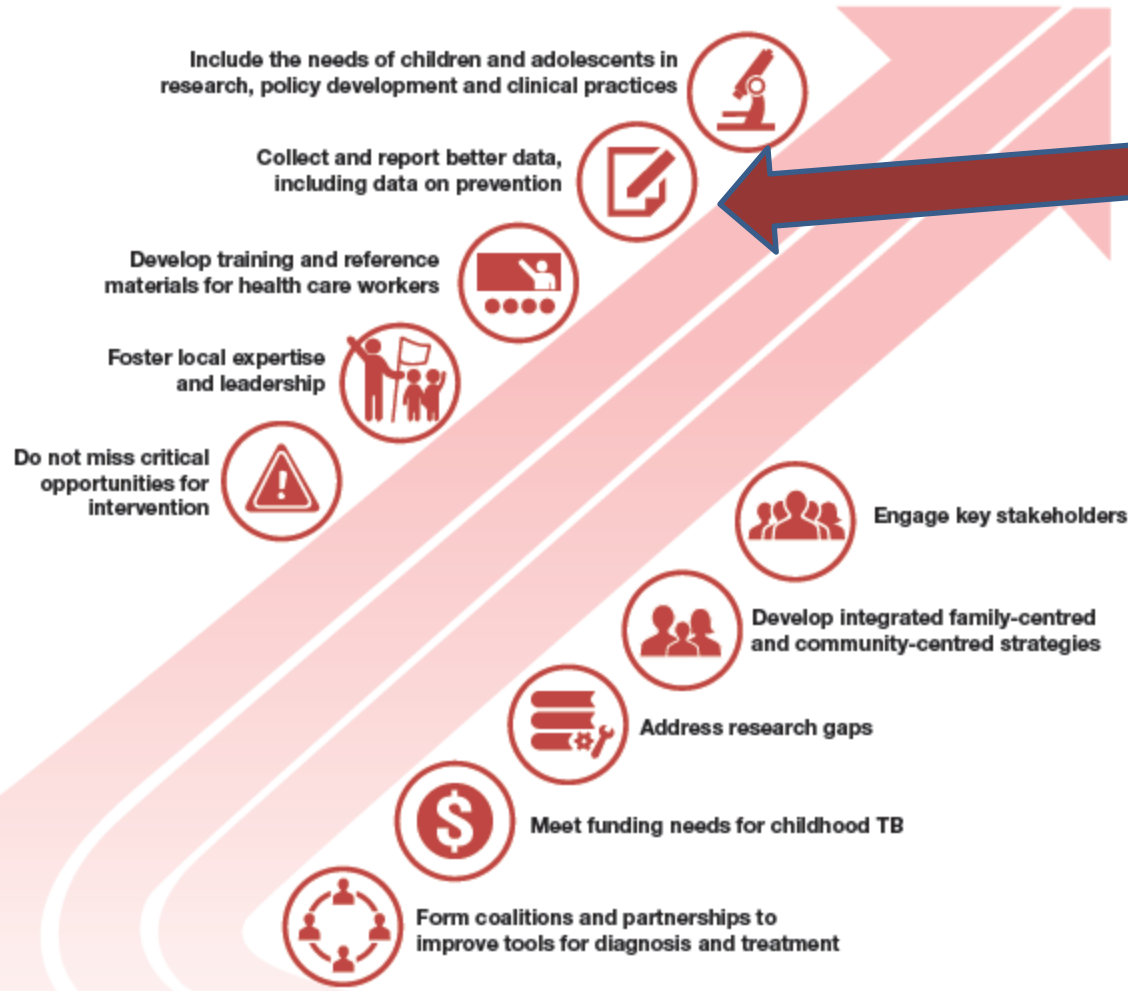 Include the needs of children and adolescents in
research, policy development and clinical practices
Collect and report better data,
including data on prevention
Develop training and reference
materials for health care workers
Foster local expertise
and leadership
Do not miss critical
opportunities for
intervention
Engage key stakeholders
Develop integrated family-centred
and community-centred strategies
Address research gaps
Meet funding needs for childhood TB
Form coalitions and partnerships to
improve tools for diagnosis and treatment